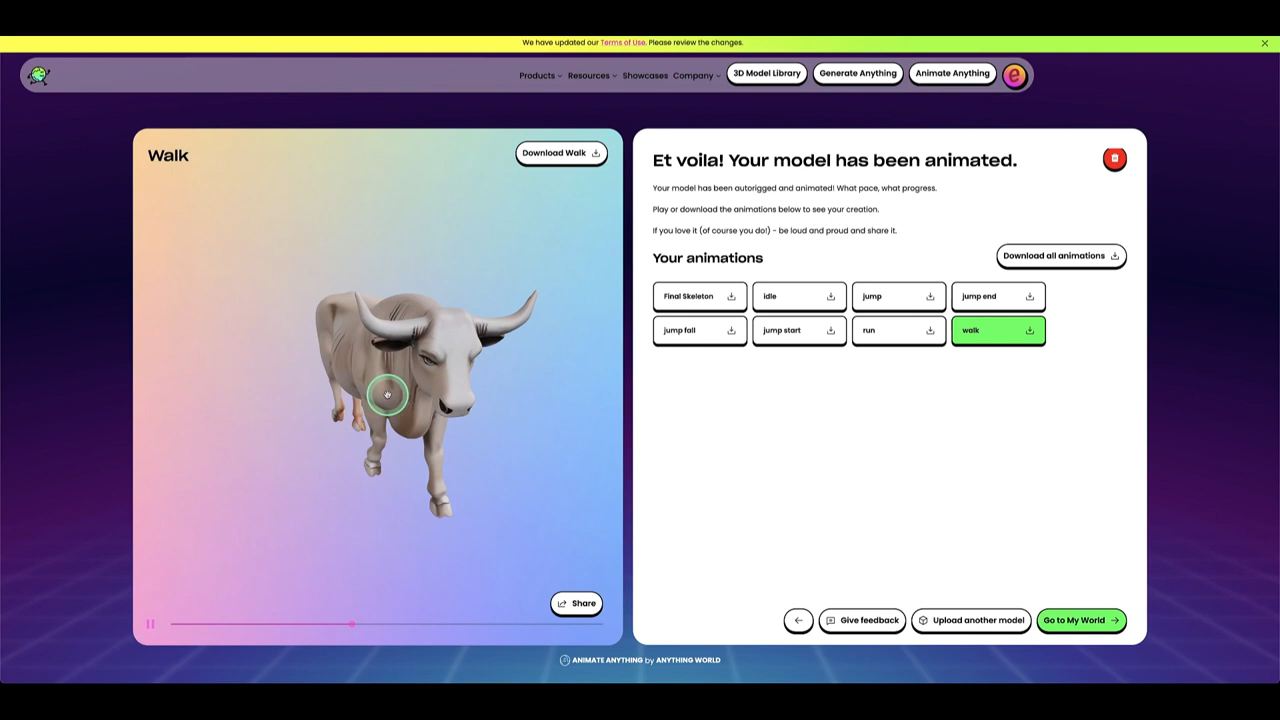 We have updated our Terms of Use. Please review the changes.
Products Resources Showcases Company 3D Model Library Generate Anything Animate Anything e
Walk
Download Walk
Et voila! Your model has been animated.
Your model has been autorigged and animated! What pace, what progress.
Play or download the animations below to see your creation.
If you love it (of course you do!) - be loud and proud and share it.
Your animations
Download all animations
Final Skeleton idle jump jump end
jump fall jump start run walk
Share
Give feedback Upload another model Go to My World
ANIMATE ANYTHING by ANYTHING WORLD